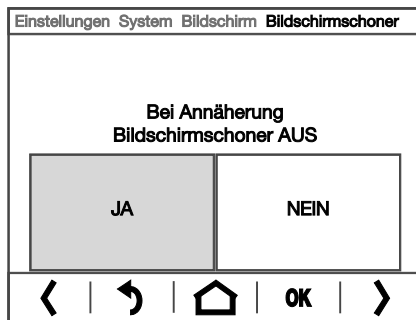 Einstellungen System Bildschirm Bildschirmschoner
Bei Annäherung
Bildschirmschoner AUS
JA NEIN
OK